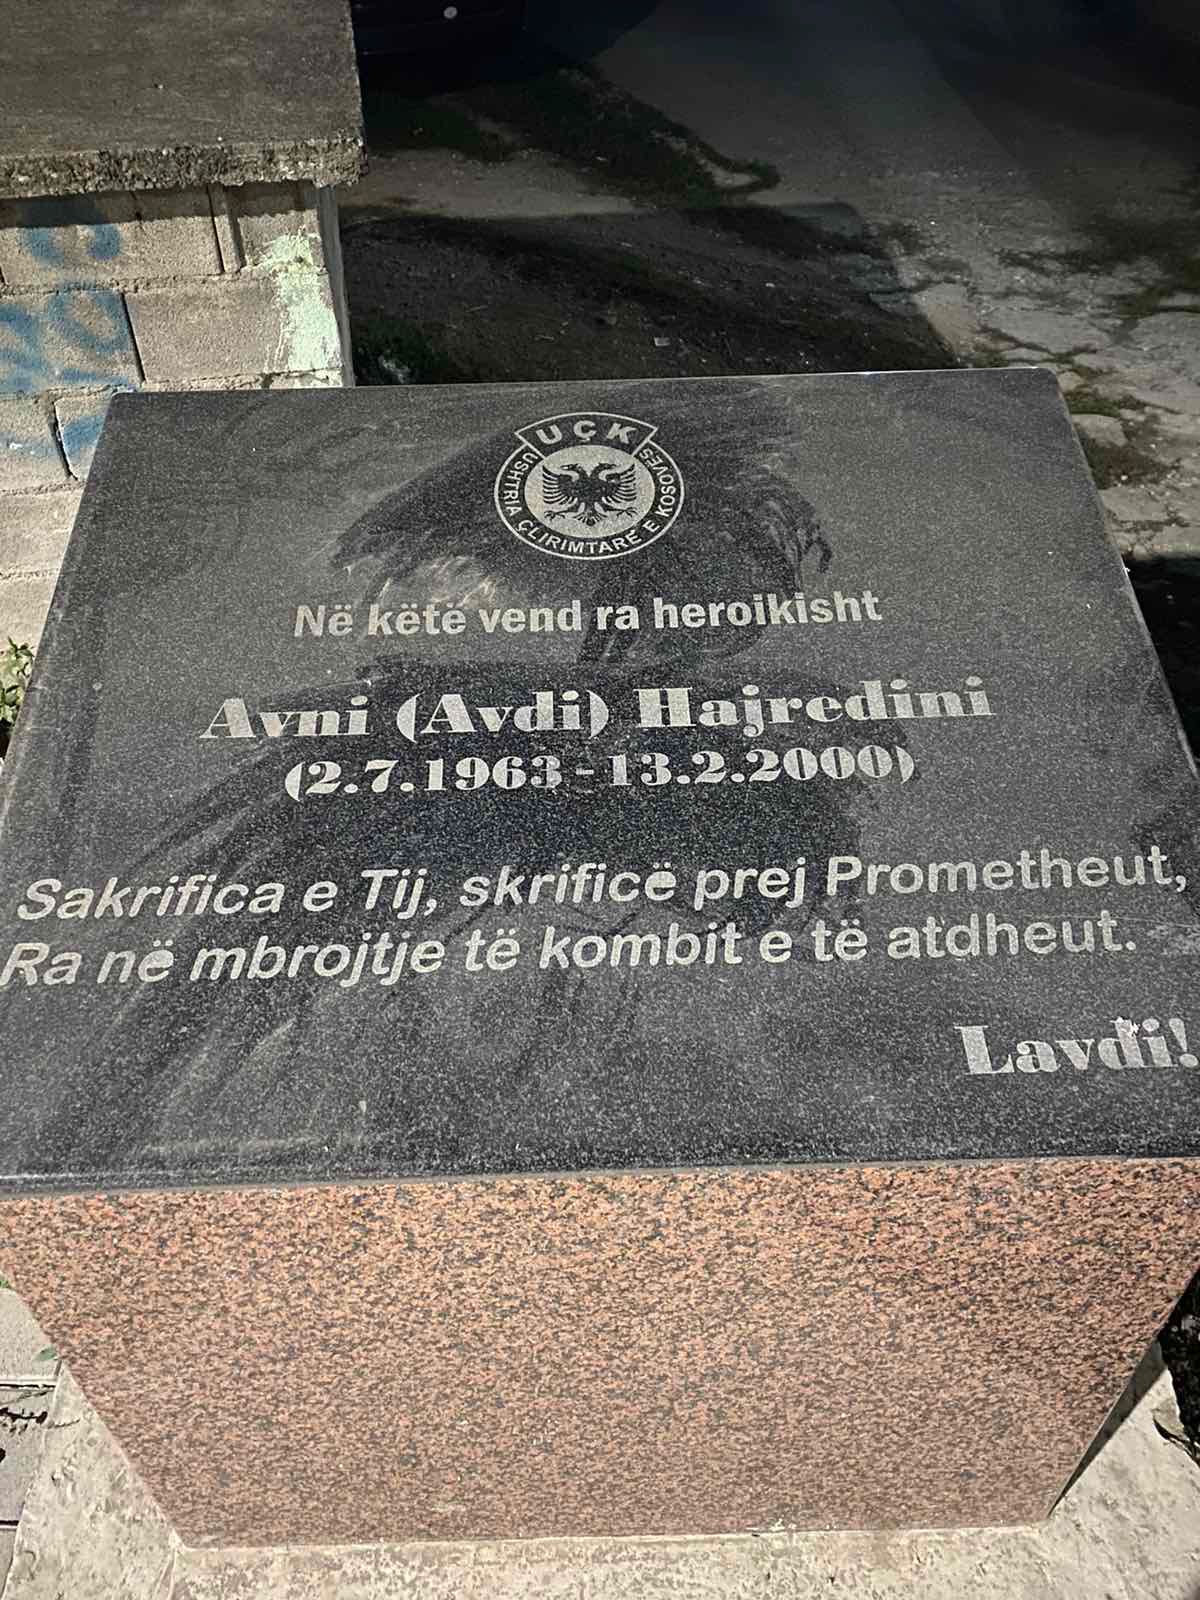 UÇK
USHTRIA ÇLIRIMTARE E KOSOVËS
Në këtë vend ra heroikisht
Avni (Avdi) Hajredini
(2.7.1963 - 13.2.2000)
Sakrifica e Tij, skrificë prej Prometheut,
Ra në mbrojtje të kombit e të atdheut.
Lavdi!